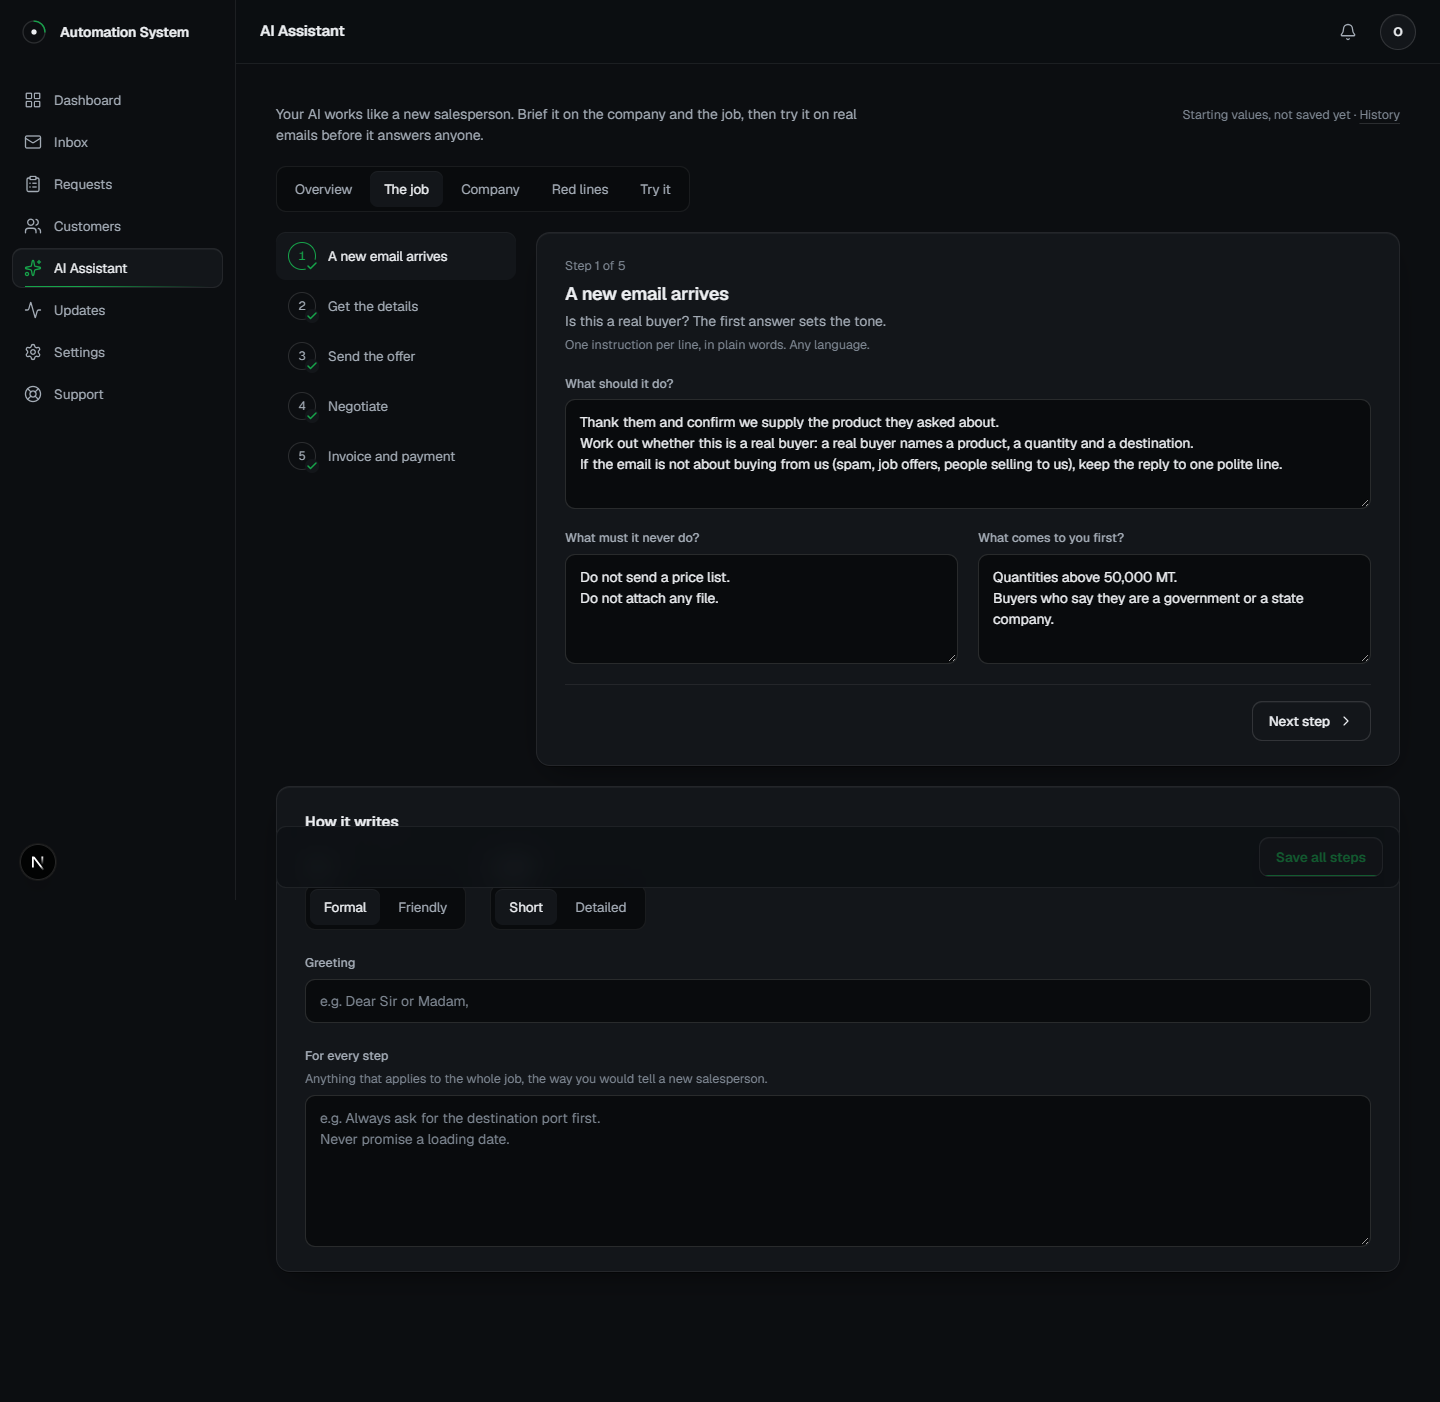 Automation System
AI Assistant
O
Dashboard
Inbox
Requests
Customers
AI Assistant
Updates
Settings
Support
N
Your AI works like a new salesperson. Brief it on the company and the job, then try it on real
emails before it answers anyone.
Starting values, not saved yet · History
Overview
The job
Company
Red lines
Try it
1
A new email arrives
2
Get the details
3
Send the offer
4
Negotiate
5
Invoice and payment
Step 1 of 5
A new email arrives
Is this a real buyer? The first answer sets the tone.
One instruction per line, in plain words. Any language.
What should it do?
Thank them and confirm we supply the product they asked about.
Work out whether this is a real buyer: a real buyer names a product, a quantity and a destination.
If the email is not about buying from us (spam, job offers, people selling to us), keep the reply to one polite line.
What must it never do?
Do not send a price list.
Do not attach any file.
What comes to you first?
Quantities above 50,000 MT.
Buyers who say they are a government or a state
company.
Next step
How it writes
Save all steps
Formal
Friendly
Short
Detailed
Greeting
e.g. Dear Sir or Madam,
For every step
Anything that applies to the whole job, the way you would tell a new salesperson.
e.g. Always ask for the destination port first.
Never promise a loading date.